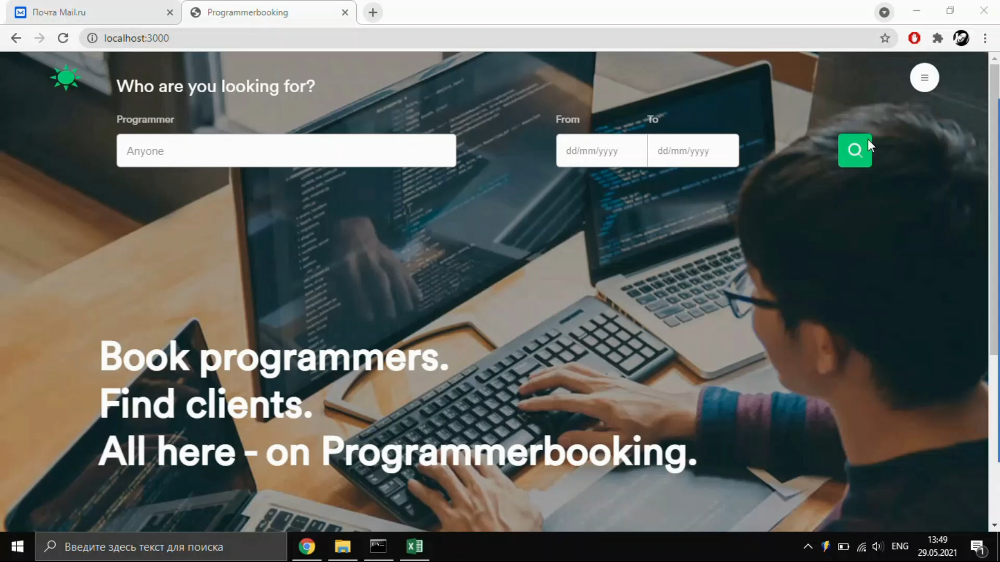 Почта Mail.ru
Programmerbooking
localhost:3000
Who are you looking for?
Programmer
From
To
Anyone
dd/mm/yyyy
dd/mm/yyyy
Book programmers.
Find clients.
All here - on Programmerbooking.
Введите здесь текст для поиска
ENG
13:49
29.05.2021
1